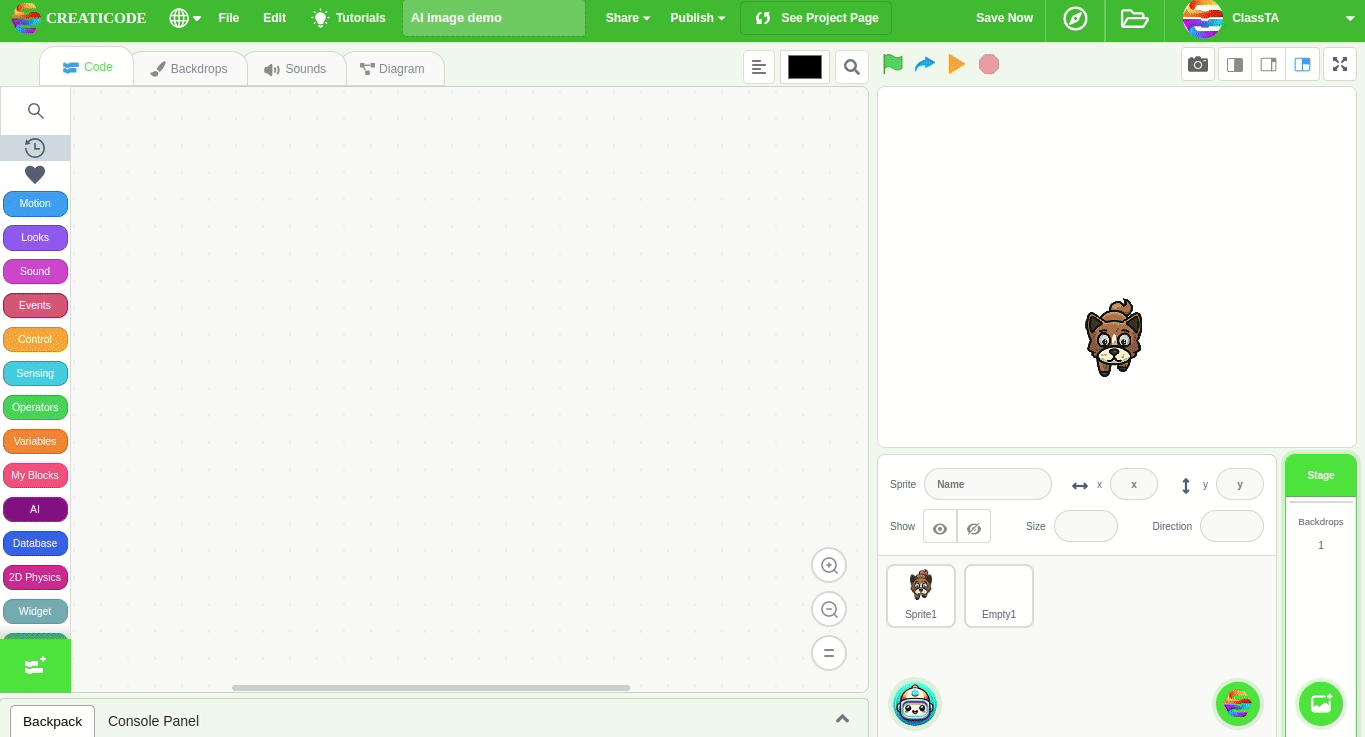 CREATICODE
File
Edit
Tutorials
AI image demo
Share
Publish
See Project Page
Save Now
ClassTA
Code
Backdrops
Sounds
Diagram
Motion
Looks
Sound
Events
Control
Sensing
Operators
Variables
My Blocks
AI
Database
2D Physics
Widget
Sprite
Name
x
x
y
y
Show
Size
Direction
Sprite1
Empty1
Stage
Backdrops
1
Backpack
Console Panel